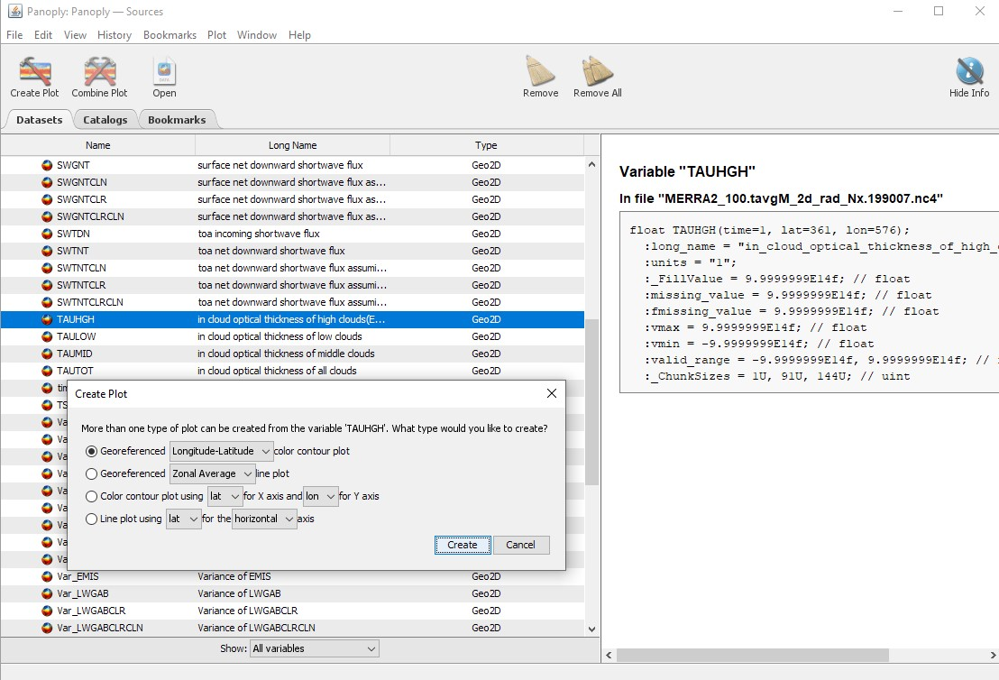 Panoply: Panoply — Sources
File Edit View History Bookmarks Plot Window Help
Create Plot Combine Plot Open Remove Remove All Hide Info
Datasets Catalogs Bookmarks
Name Long Name Type
SWGNT surface net downward shortwave flux Geo2D
SWGNTCLN surface net downward shortwave flux as... Geo2D
SWGNTCLR surface net downward shortwave flux as... Geo2D
SWGNTCLRCLN surface net downward shortwave flux as... Geo2D
SWTDN toa incoming shortwave flux Geo2D
SWTNT toa net downward shortwave flux Geo2D
SWTNTCLN toa net downward shortwave flux assumi... Geo2D
SWTNTCLR toa net downward shortwave flux assumi... Geo2D
SWTNTCLRCLN toa net downward shortwave flux assumi... Geo2D
TAUHGH in cloud optical thickness of high clouds(E... Geo2D
TAULOW in cloud optical thickness of low clouds Geo2D
TAUMID in cloud optical thickness of middle clouds Geo2D
TAUTOT in cloud optical thickness of all clouds Geo2D
TS
Va
Va
Va
Va
Va
Va
Va
Va
Va
Var_EMIS Variance of EMIS Geo2D
Var_LWGAB Variance of LWGAB Geo2D
Var_LWGABCLR Variance of LWGABCLR Geo2D
Var_LWGABCLRCLN Variance of LWGABCLRCLN Geo2D
Show: All variables
Create Plot
More than one type of plot can be created from the variable 'TAUHGH'. What type would you like to create?
Georeferenced Longitude-Latitude color contour plot
Georeferenced Zonal Average line plot
Color contour plot using lat for X axis and lon for Y axis
Line plot using lat for the horizontal axis
Create Cancel
Variable "TAUHGH"
In file "MERRA2_100.tavgM_2d_rad_Nx.199007.nc4"
float TAUHGH(time=1, lat=361, lon=576);
:long_name = "in_cloud_optical_thickness_of_high_
:units = "1";
:_FillValue = 9.9999999E14f; // float
:missing_value = 9.9999999E14f; // float
:fmissing_value = 9.9999999E14f; // float
:vmax = 9.9999999E14f; // float
:vmin = -9.9999999E14f; // float
:valid_range = -9.9999999E14f, 9.9999999E14f; //
:_ChunkSizes = 1U, 91U, 144U; // uint